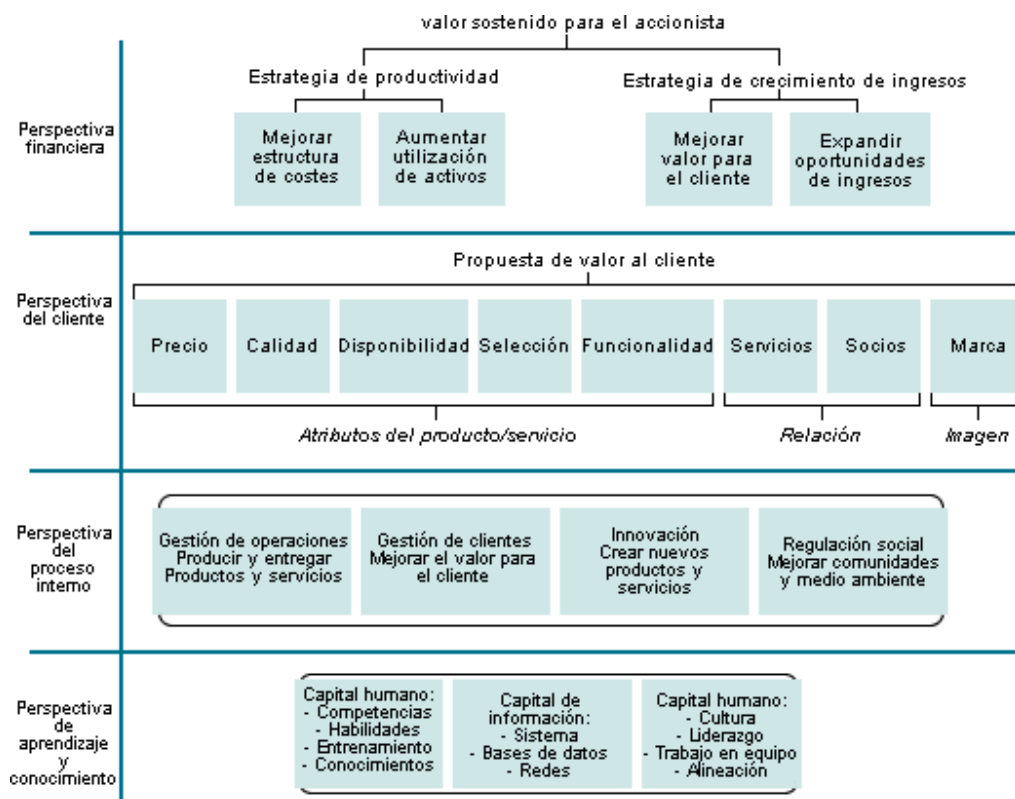 valor sostenido para el accionista
Estrategia de productividad
Estrategia de crecimiento de ingresos
Perspectiva
financiera
Mejorar
estructura
de costes
Aumentar
utilización
de activos
Mejorar
valor para
el cliente
Expandir
oportunidades
de ingresos
Propuesta de valor al cliente
Perspectiva
del cliente
Precio
Calidad
Disponibilidad
Selección
Funcionalidad
Servicios
Socios
Marca
Atributos del producto/servicio
Relación
Imagen
Perspectiva
del
proceso
interno
Gestión de operaciones
Producir y entregar
Productos y servicios
Gestión de clientes
Mejorar el valor para
el cliente
Innovación
Crear nuevos
productos y
servicios
Regulación social
Mejorar comunidades
y medio ambiente
Perspectiva
de
aprendizaje
y
conocimiento
Capital humano:
- Competencias
- Habilidades
- Entrenamiento
- Conocimientos
Capital de
información:
- Sistema
- Bases de datos
- Redes
Capital humano:
- Cultura
- Liderazgo
- Trabajo en equipo
- Alineación